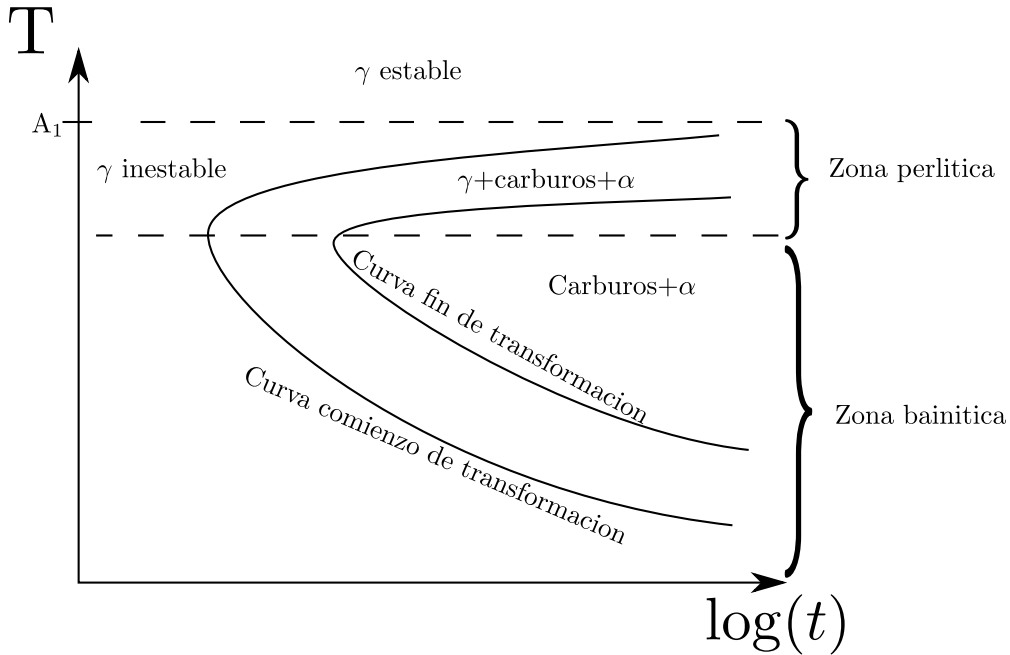 T
γ estable
A₁
γ inestable
γ+carburos+α
Zona perlitica
Curva fin de transformacion
Carburos+α
Curva comienzo de transformacion
Zona bainitica
log(t)